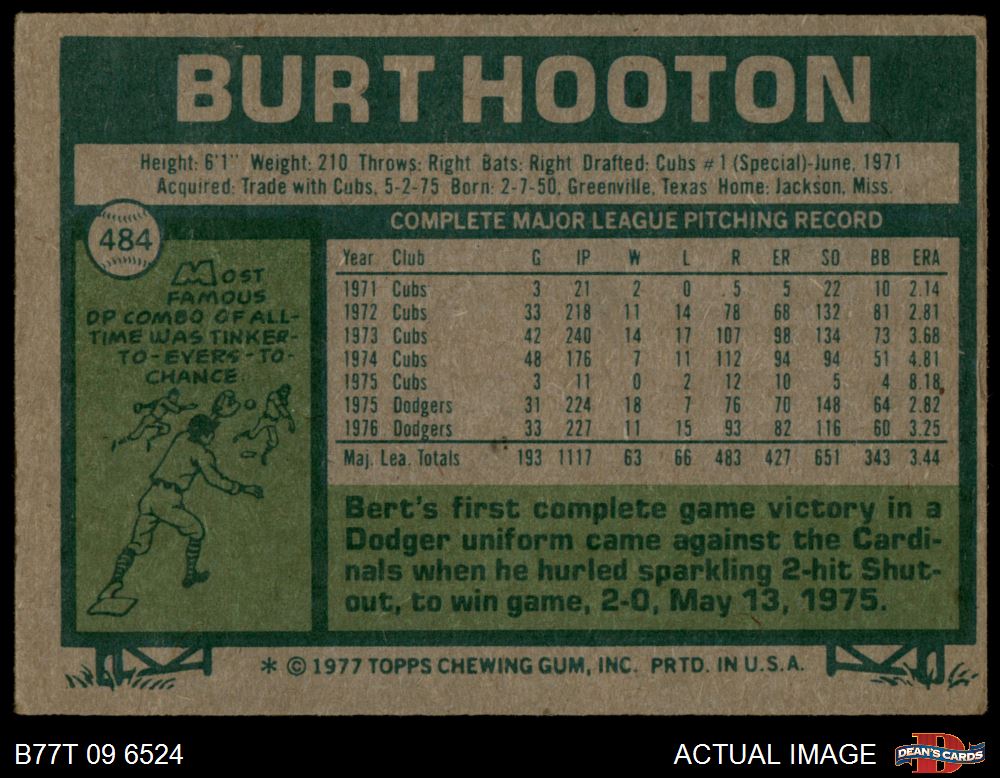 BURT HOOTON
Height: 6'1" Weight: 210 Throws: Right Bats: Right Drafted: Cubs #1 (Special)-June, 1971
Acquired: Trade with Cubs, 5-2-75 Born: 2-7-50, Greenville, Texas Home: Jackson, Miss.
484
MOST
FAMOUS
DP COMBO OF ALL-
TIME WAS TINKER-
TO-EVERS-TO-
CHANCE
COMPLETE MAJOR LEAGUE PITCHING RECORD
Year Club G IP W L R ER SO BB ERA
1971 Cubs 3 21 2 0 5 5 22 10 2.14
1972 Cubs 33 218 11 14 78 68 132 81 2.81
1973 Cubs 42 240 14 17 107 98 134 73 3.68
1974 Cubs 48 176 7 11 112 94 94 51 4.81
1975 Cubs 3 11 0 2 12 10 5 4 8.18
1975 Dodgers 31 224 18 7 76 70 148 64 2.82
1976 Dodgers 33 227 11 15 93 82 116 60 3.25
Maj. Lea. Totals 193 1117 63 66 483 427 651 343 3.44
Bert's first complete game victory in a
Dodger uniform came against the Cardi-
nals when he hurled sparkling 2-hit Shut-
out, to win game, 2-0, May 13, 1975.
* © 1977 TOPPS CHEWING GUM, INC. PRTD. IN U.S.A.
B77T 09 6524
ACTUAL IMAGE
D
DEAN'S CARDS